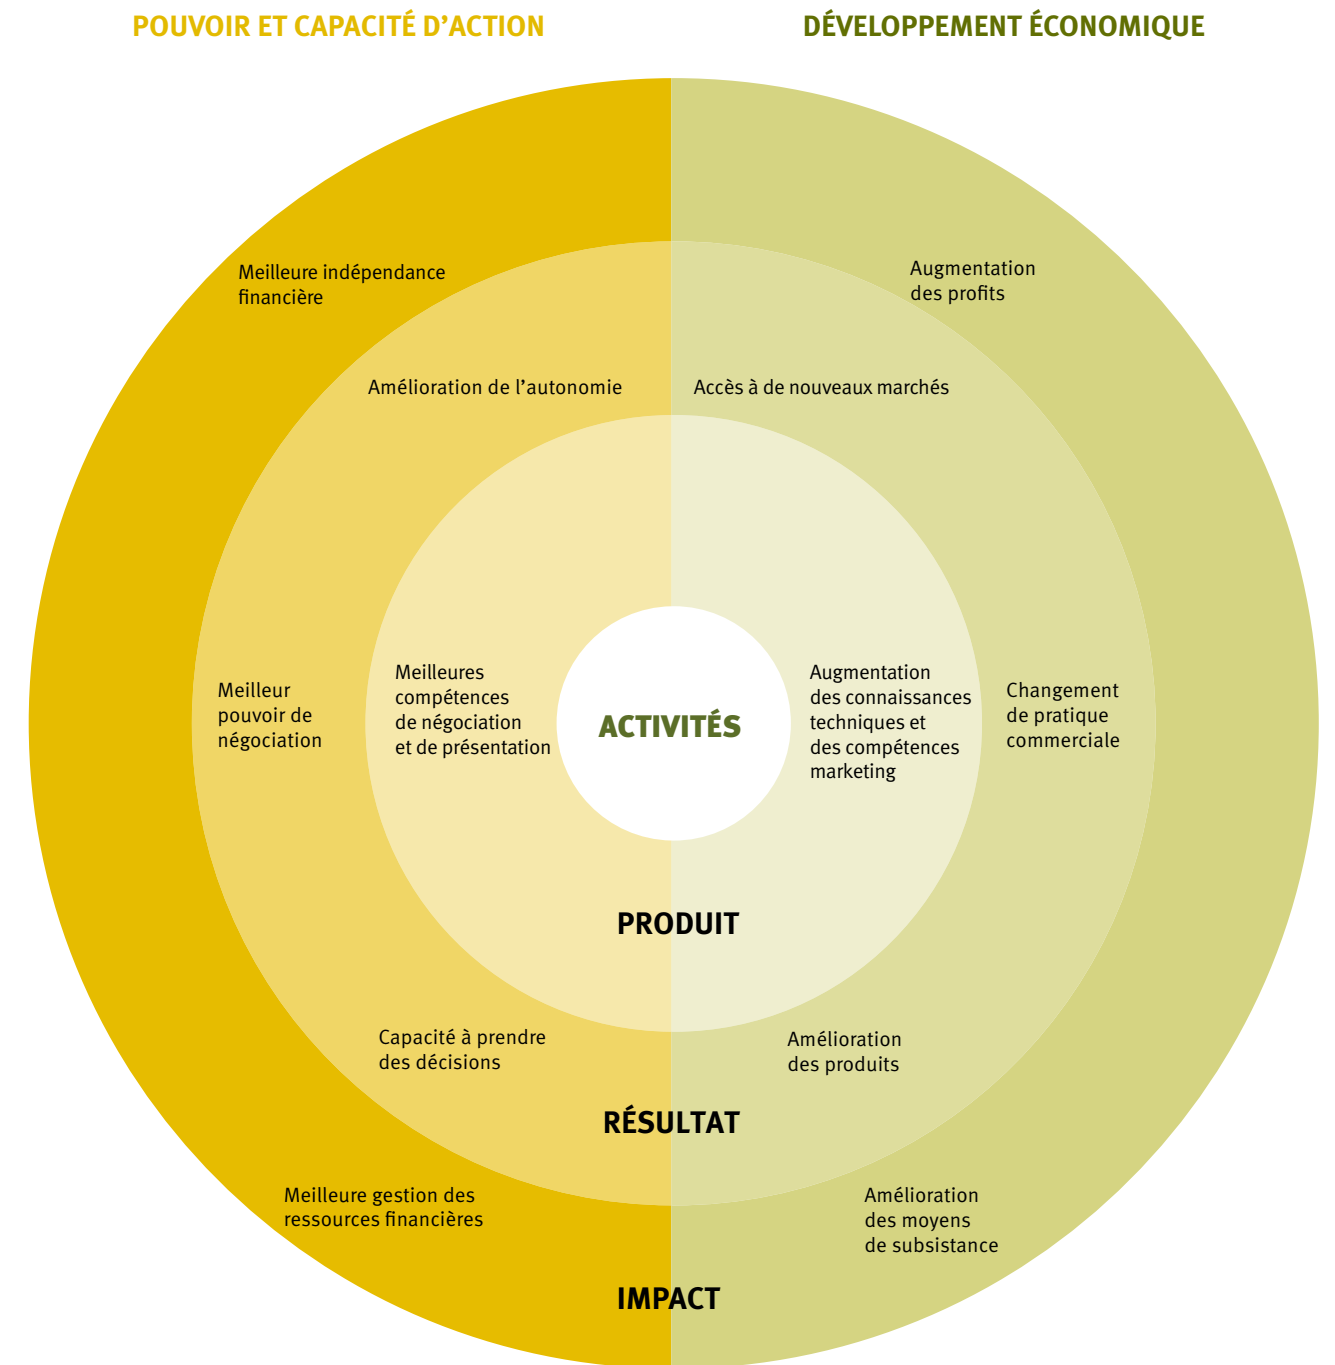 POUVOIR ET CAPACITÉ D’ACTION
DÉVELOPPEMENT ÉCONOMIQUE
Meilleure indépendance
financière
Augmentation
des profits
Amélioration de l’autonomie
Accès à de nouveaux marchés
Meilleur
pouvoir de
négociation
Meilleures
compétences
de négociation
et de présentation
ACTIVITÉS
Augmentation
des connaissances
techniques et
des compétences
marketing
Changement
de pratique
commerciale
PRODUIT
Capacité à prendre
des décisions
Amélioration
des produits
RÉSULTAT
Meilleure gestion des
ressources financières
Amélioration
des moyens
de subsistance
IMPACT